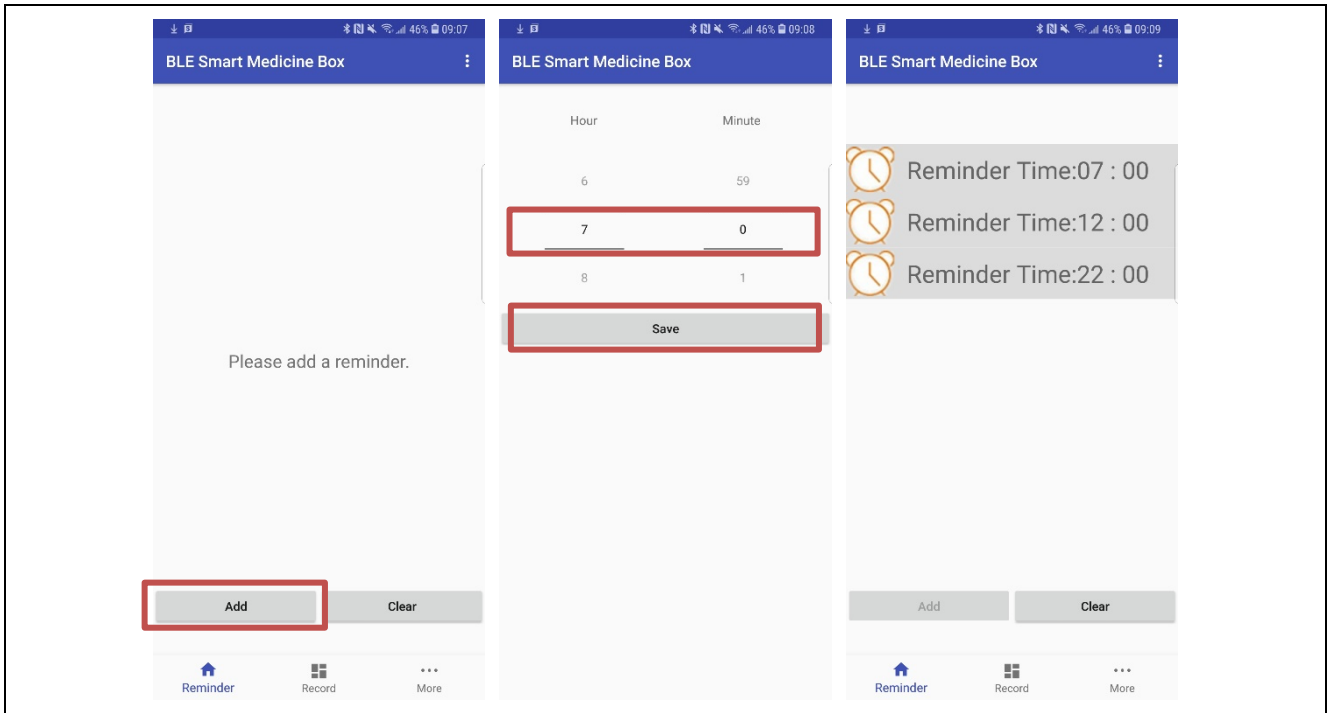 46% 09:07
BLE Smart Medicine Box
Please add a reminder.
Add Clear
Reminder Record More
46% 09:08
BLE Smart Medicine Box
Hour Minute
6 59
7 0
8 1
Save
46% 09:09
BLE Smart Medicine Box
Reminder Time:07 : 00
Reminder Time:12 : 00
Reminder Time:22 : 00
Add Clear
Reminder Record More